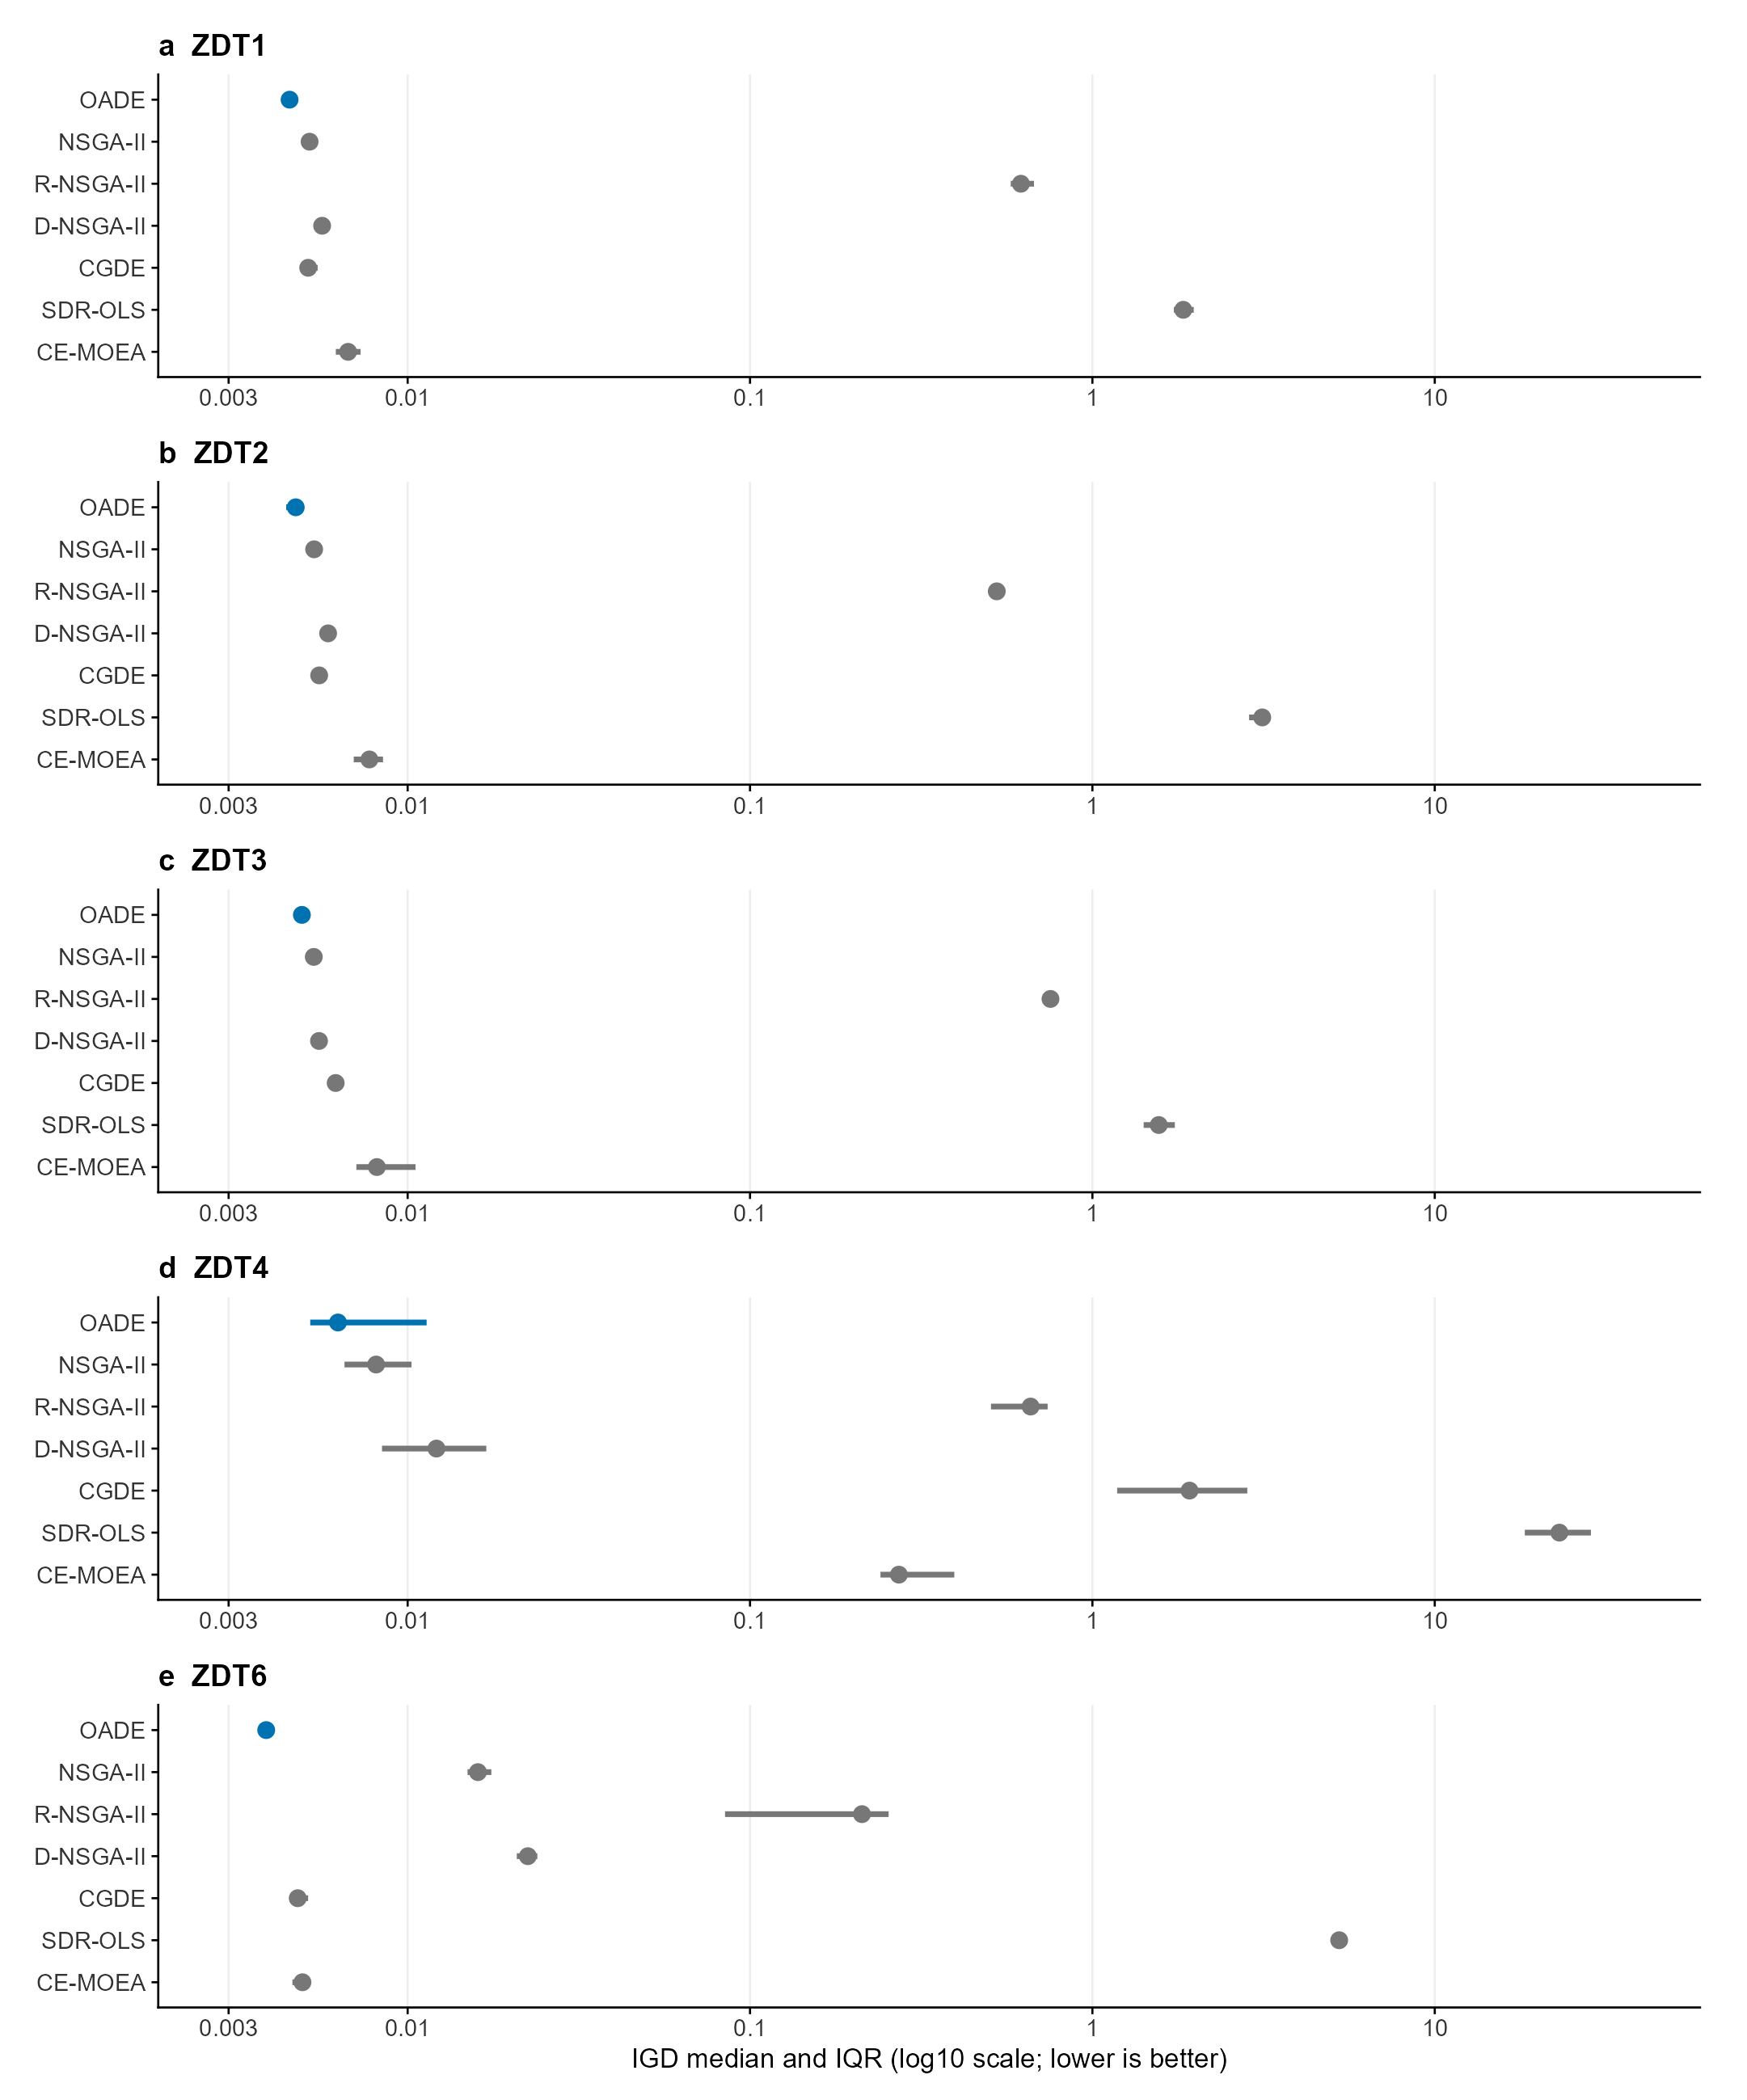 a ZDT1
OADE
NSGA-II
R-NSGA-II
D-NSGA-II
CGDE
SDR-OLS
CE-MOEA
0.003 0.01 0.1 1 10
b ZDT2
OADE
NSGA-II
R-NSGA-II
D-NSGA-II
CGDE
SDR-OLS
CE-MOEA
0.003 0.01 0.1 1 10
c ZDT3
OADE
NSGA-II
R-NSGA-II
D-NSGA-II
CGDE
SDR-OLS
CE-MOEA
0.003 0.01 0.1 1 10
d ZDT4
OADE
NSGA-II
R-NSGA-II
D-NSGA-II
CGDE
SDR-OLS
CE-MOEA
0.003 0.01 0.1 1 10
e ZDT6
OADE
NSGA-II
R-NSGA-II
D-NSGA-II
CGDE
SDR-OLS
CE-MOEA
0.003 0.01 0.1 1 10
IGD median and IQR (log10 scale; lower is better)